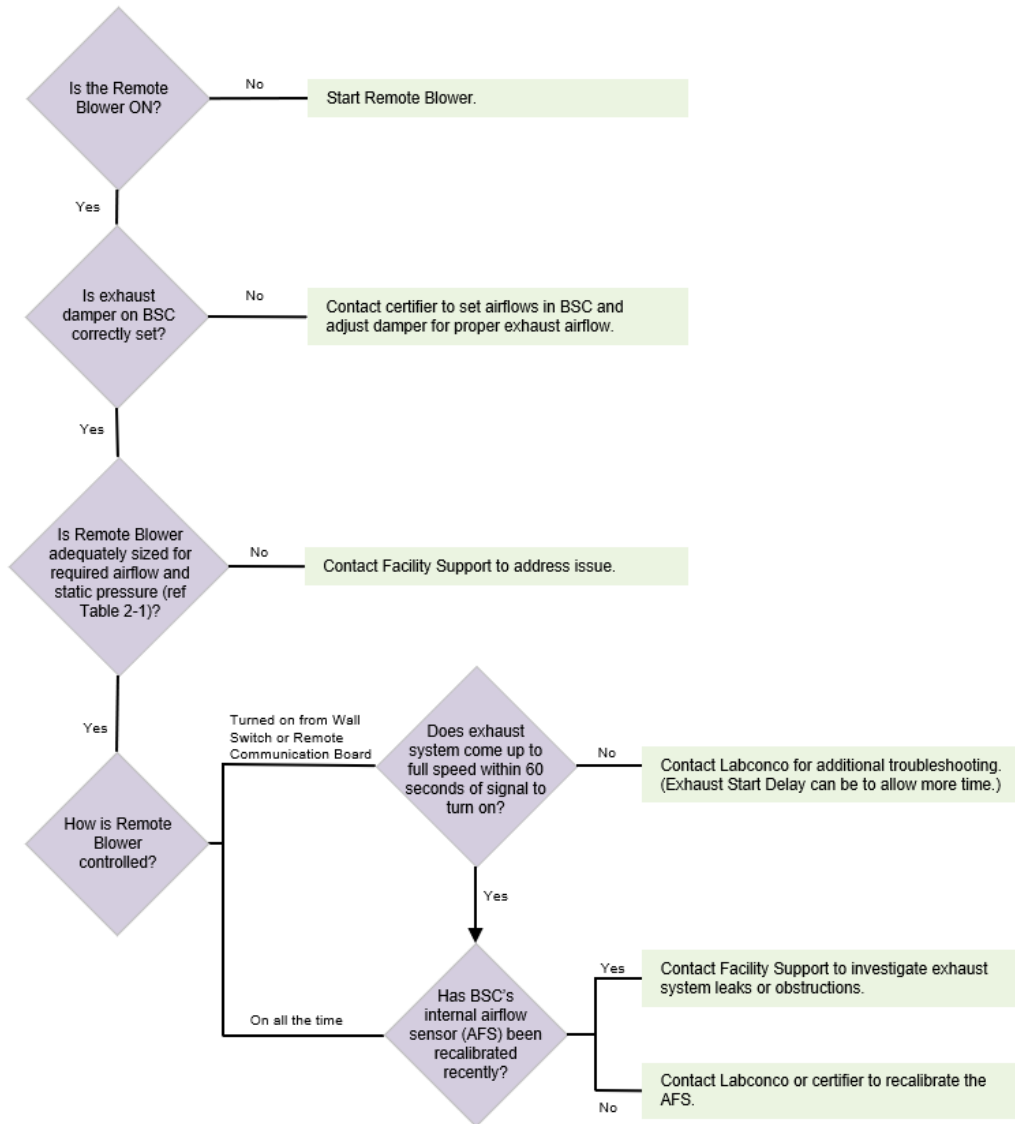 Is the Remote
Blower ON?
No
Start Remote Blower.
Yes
Is exhaust
damper on BSC
correctly set?
No
Contact certifier to set airflows in BSC and
adjust damper for proper exhaust airflow.
Yes
Is Remote Blower
adequately sized for
required airflow and
static pressure (ref
Table 2-1)?
No
Contact Facility Support to address issue.
Yes
How is Remote
Blower
controlled?
Turned on from Wall
Switch or Remote
Communication Board
Does exhaust
system come up to
full speed within 60
seconds of signal to
turn on?
No
Contact Labconco for additional troubleshooting.
(Exhaust Start Delay can be to allow more time.)
Yes
On all the time
Has BSC's
internal airflow
sensor (AFS) been
recalibrated
recently?
Yes
Contact Facility Support to investigate exhaust
system leaks or obstructions.
No
Contact Labconco or certifier to recalibrate the
AFS.